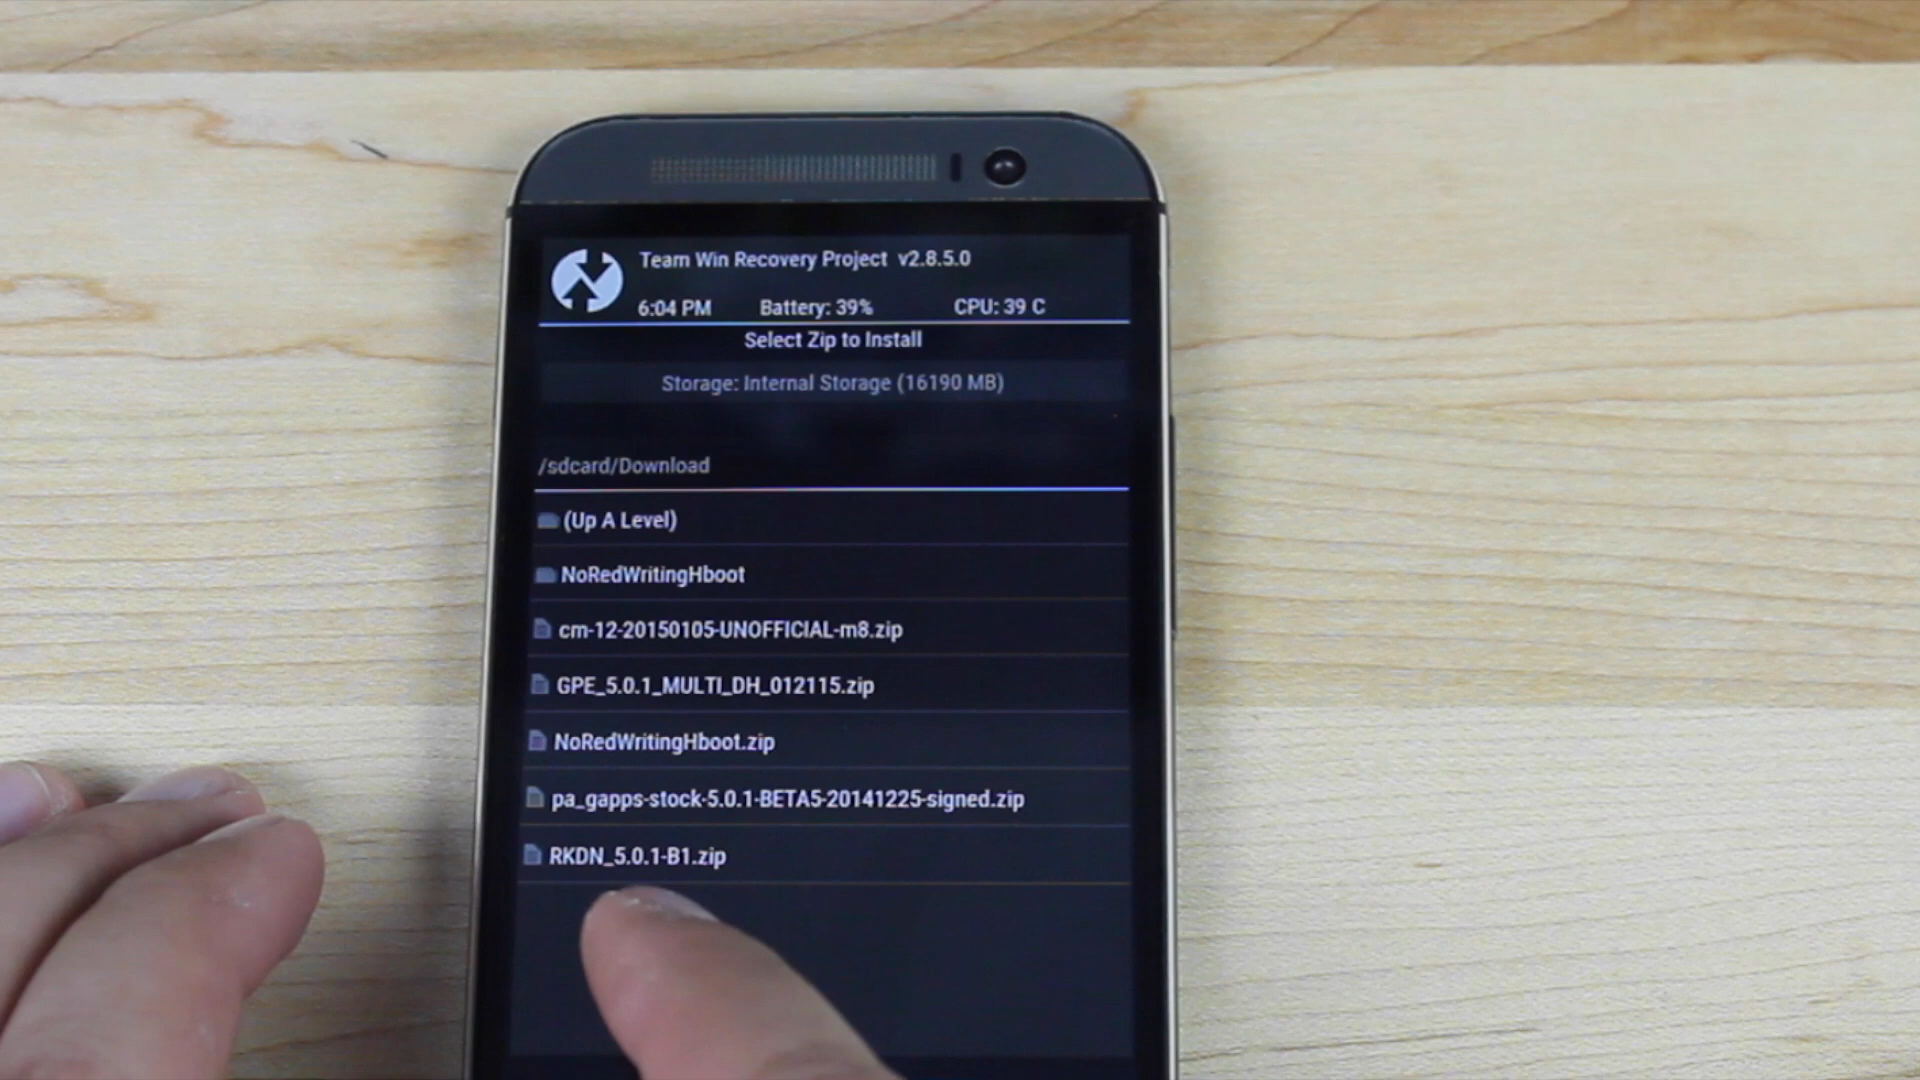 Team Win Recovery Project v2.8.5.0
6:04 PM Battery: 39% CPU: 39 C
Select Zip to Install
Storage: Internal Storage (16190 MB)
/sdcard/Download
(Up A Level)
NoRedWritingHboot
cm-12-20150105-UNOFFICIAL-m8.zip
GPE_5.0.1_MULTI_DH_012115.zip
NoRedWritingHboot.zip
pa_gapps-stock-5.0.1-BETA5-20141225-signed.zip
RKDN_5.0.1-B1.zip